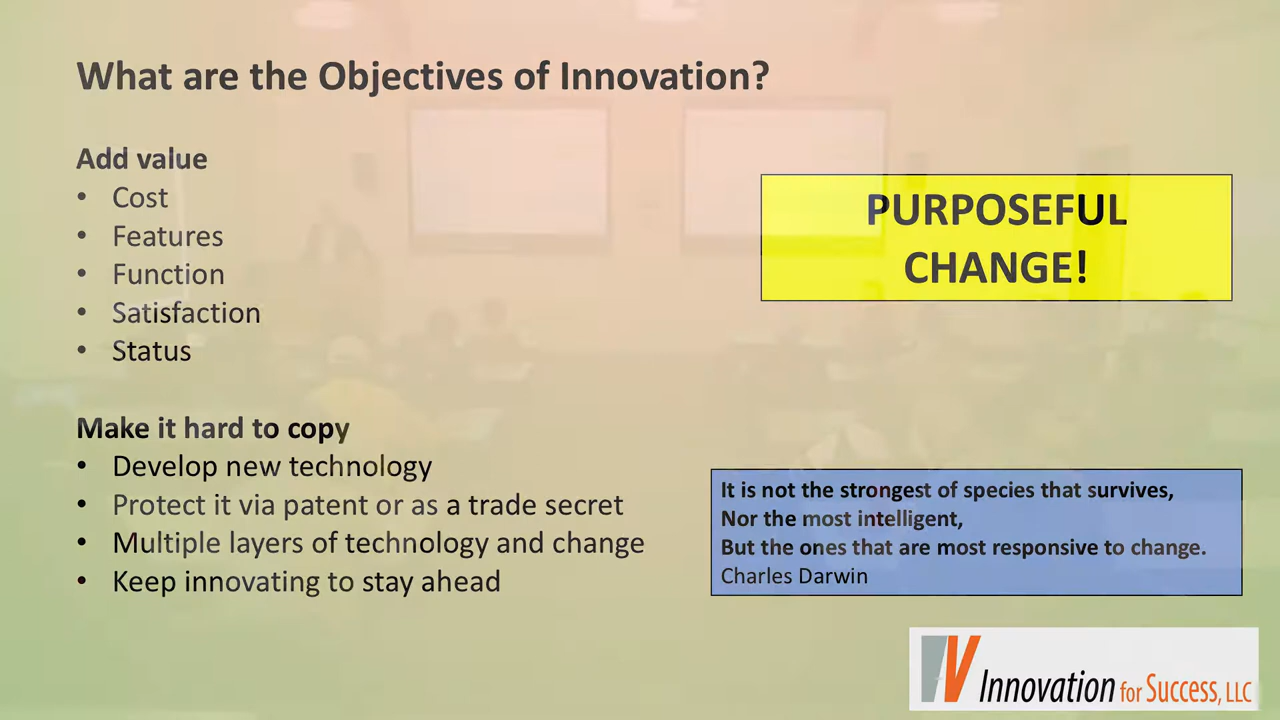 What are the Objectives of Innovation?
Add value
• Cost
• Features
• Function
• Satisfaction
• Status
Make it hard to copy
• Develop new technology
• Protect it via patent or as a trade secret
• Multiple layers of technology and change
• Keep innovating to stay ahead
PURPOSEFUL
CHANGE!
It is not the strongest of species that survives,
Nor the most intelligent,
But the ones that are most responsive to change.
Charles Darwin
Innovation for Success, LLC